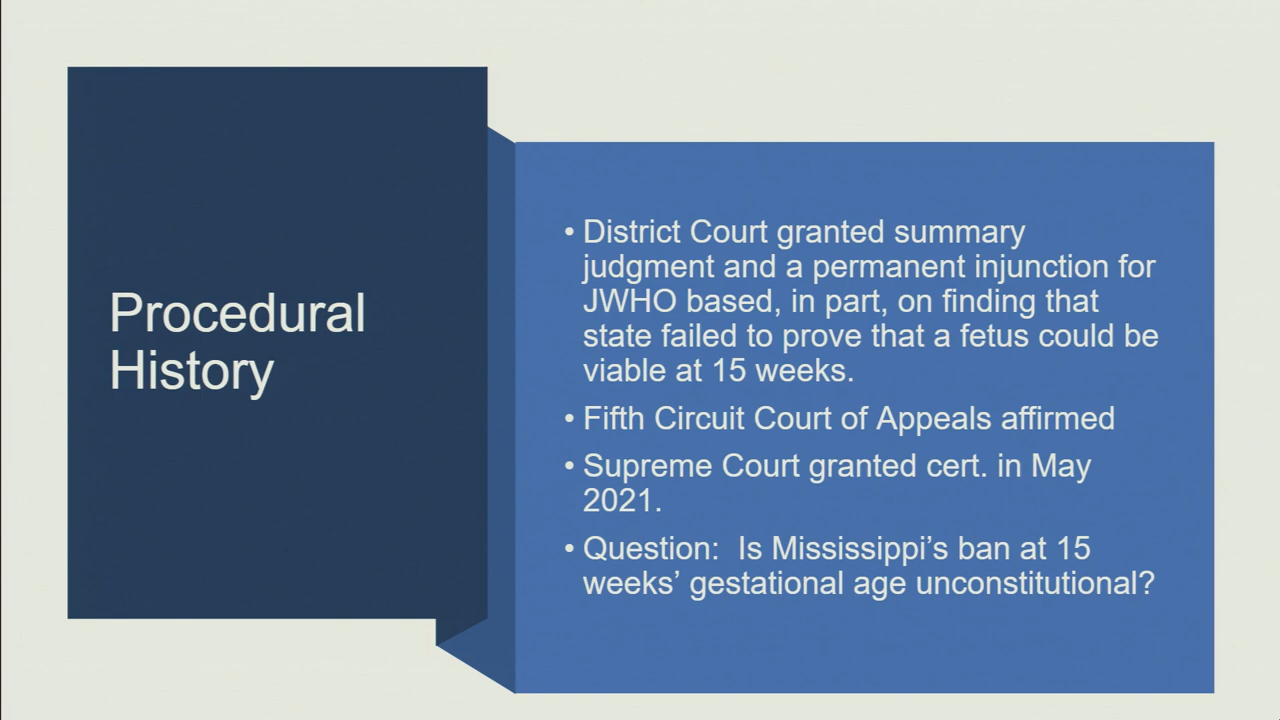 Procedural
History
• District Court granted summary
judgment and a permanent injunction for
JWHO based, in part, on finding that
state failed to prove that a fetus could be
viable at 15 weeks.
• Fifth Circuit Court of Appeals affirmed
• Supreme Court granted cert. in May
2021.
• Question:  Is Mississippi’s ban at 15
weeks’ gestational age unconstitutional?